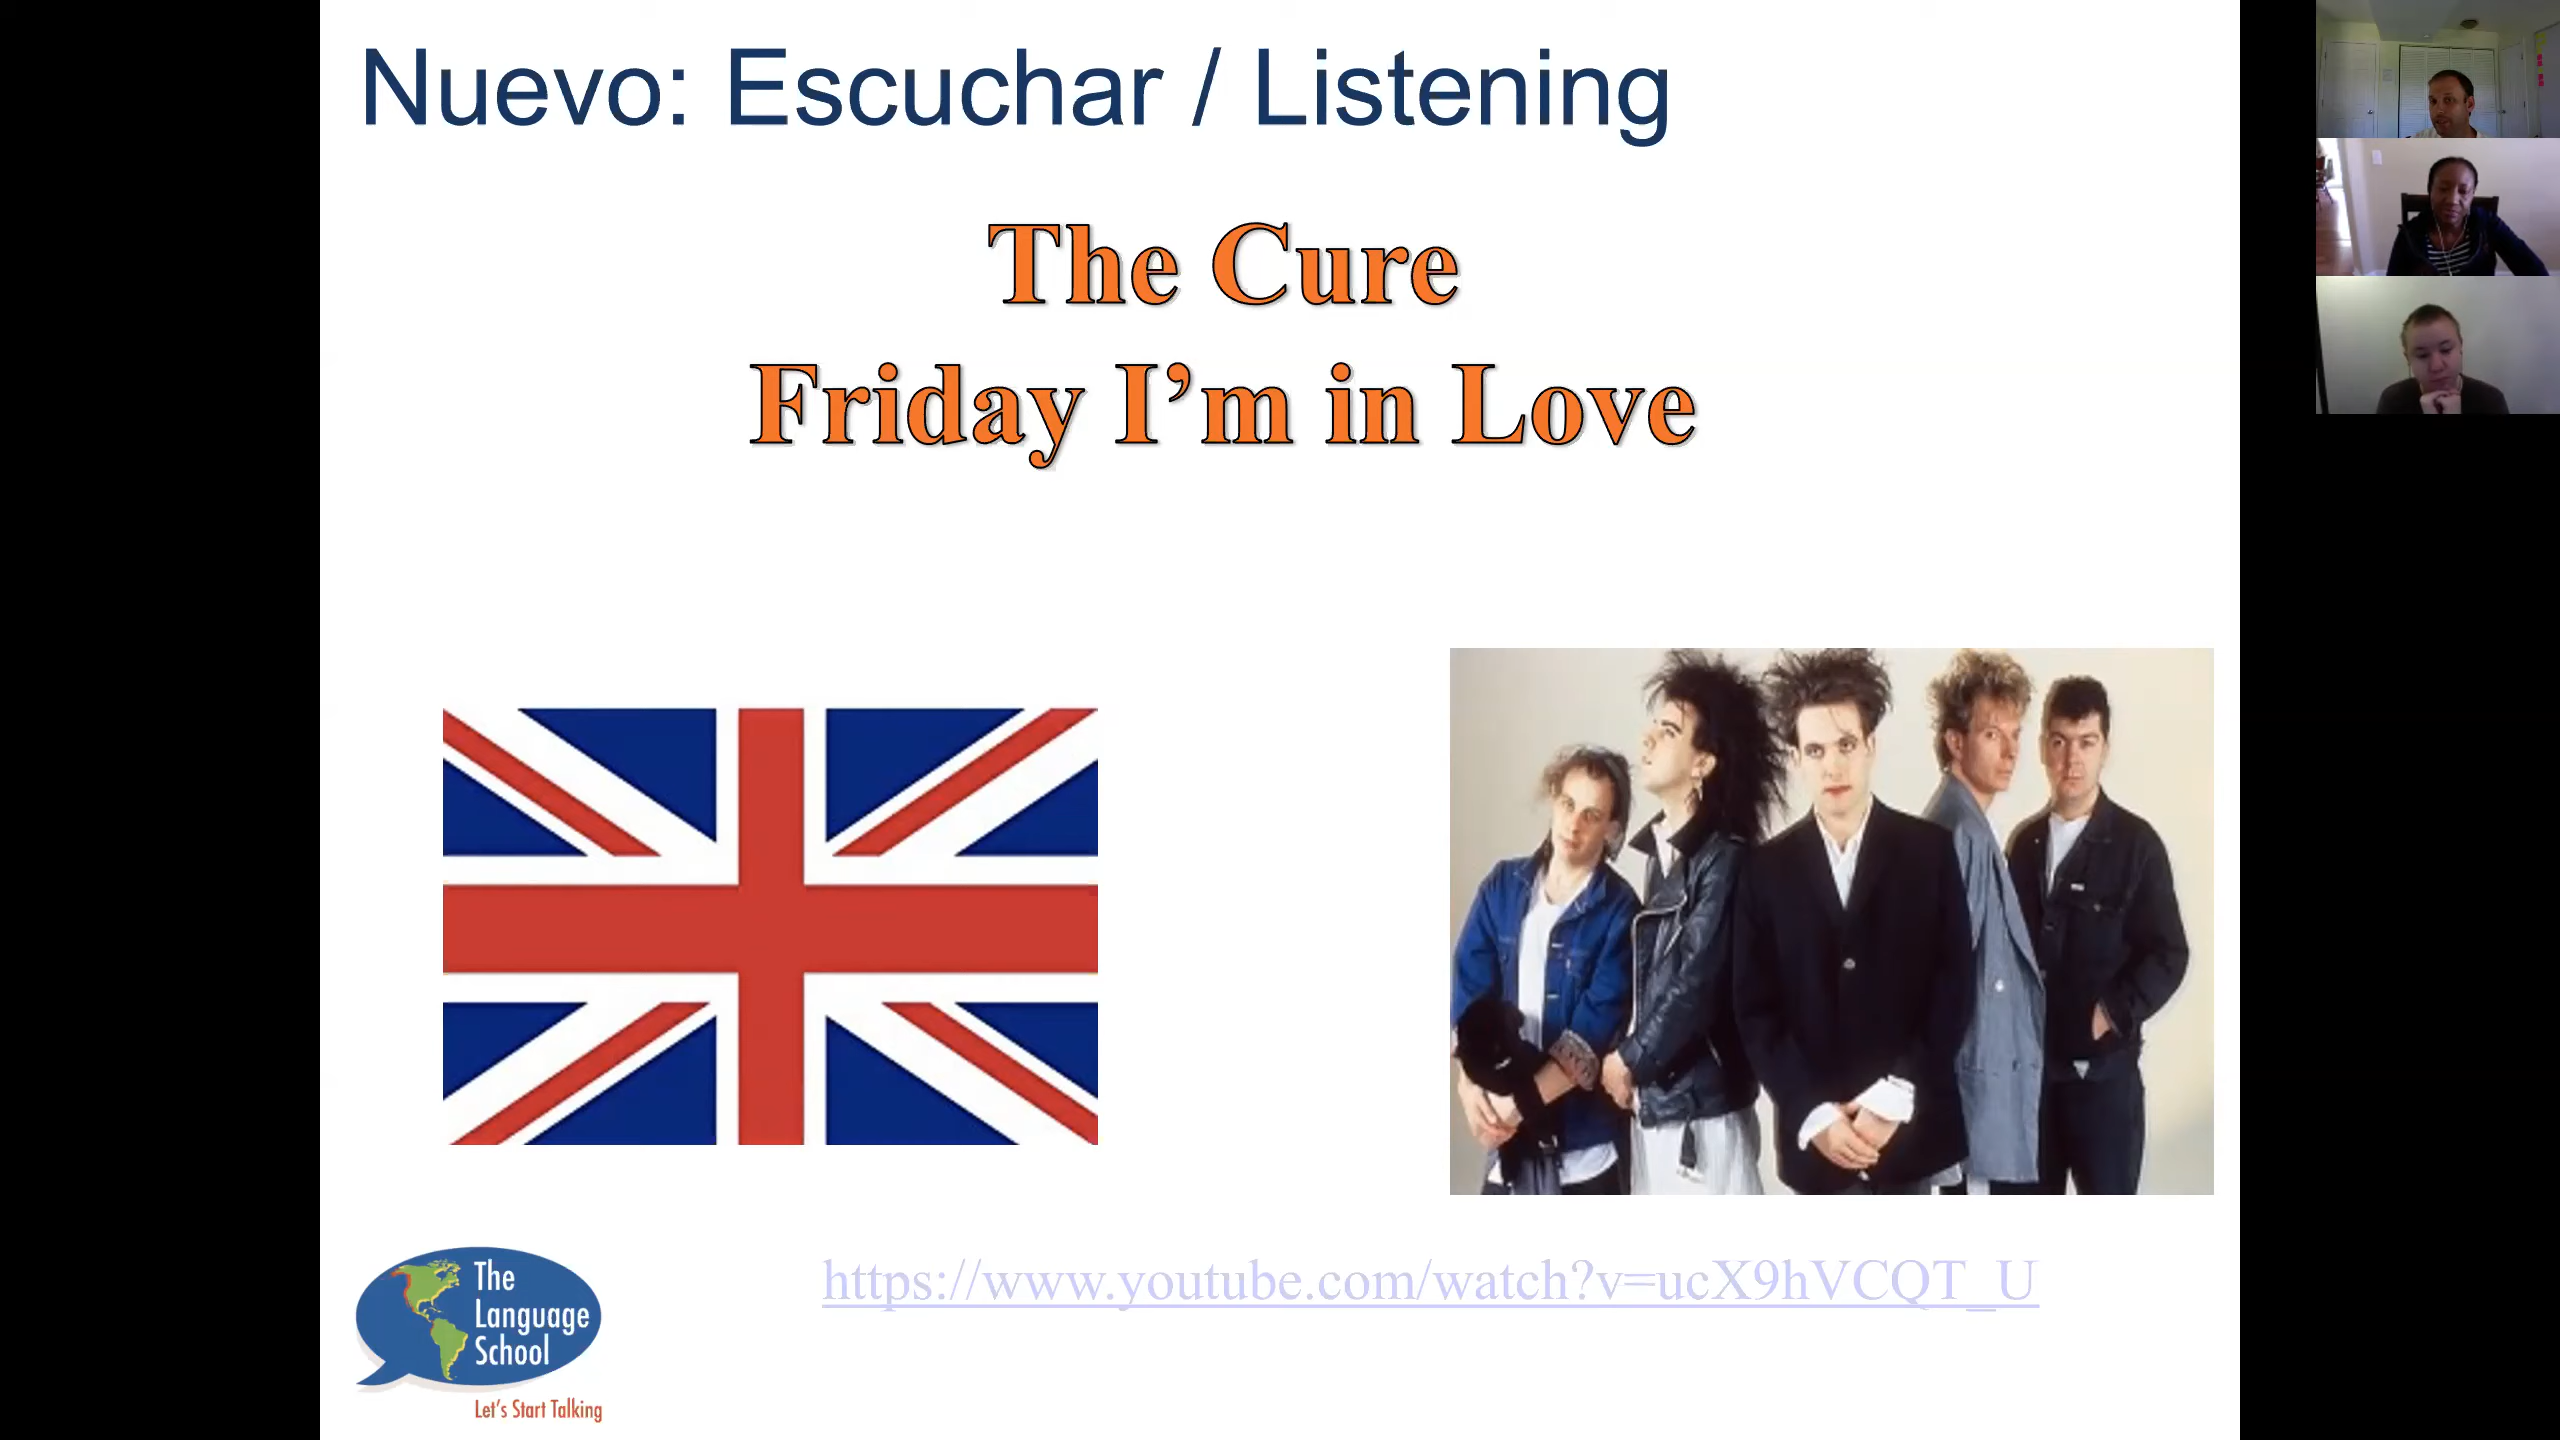 Nuevo: Escuchar / Listening
The Cure
Friday I’m in Love
https://www.youtube.com/watch?v=ucX9hVCQT_U
The
Language
School
Let's Start Talking